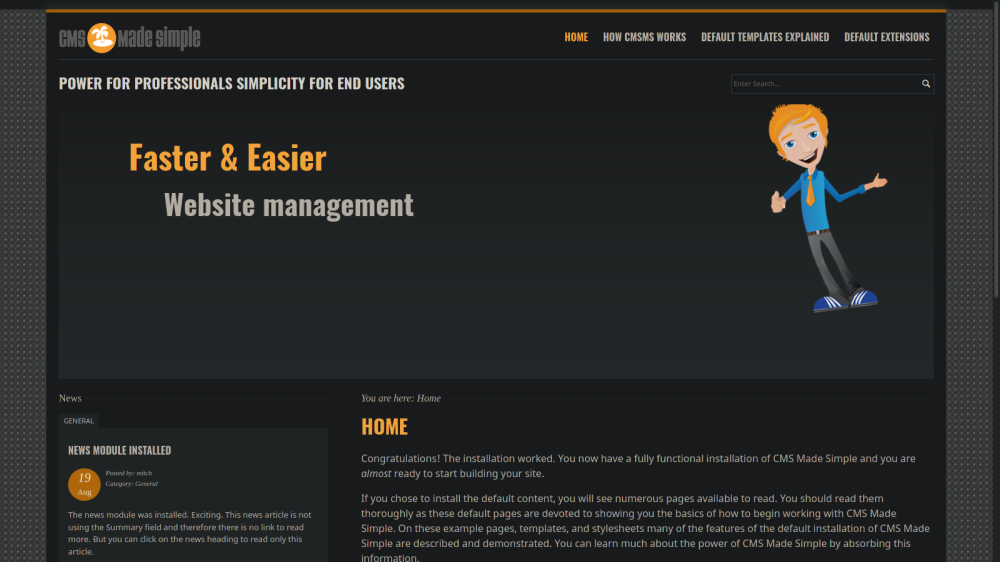 CMS Made Simple
HOME HOW CMSMS WORKS DEFAULT TEMPLATES EXPLAINED DEFAULT EXTENSIONS
POWER FOR PROFESSIONALS SIMPLICITY FOR END USERS
Enter Search...
Faster & Easier
Website management
News
GENERAL
NEWS MODULE INSTALLED
19
Aug
Posted by: mitch
Category: General
The news module was installed. Exciting. This news article is not
using the Summary field and therefore there is no link to read
more. But you can click on the news heading to read only this
article.
You are here: Home
HOME
Congratulations! The installation worked. You now have a fully functional installation of CMS Made Simple and you are
almost ready to start building your site.
If you chose to install the default content, you will see numerous pages available to read. You should read them
thoroughly as these default pages are devoted to showing you the basics of how to begin working with CMS Made
Simple. On these example pages, templates, and stylesheets many of the features of the default installation of CMS Made
Simple are described and demonstrated. You can learn much about the power of CMS Made Simple by absorbing this
information.